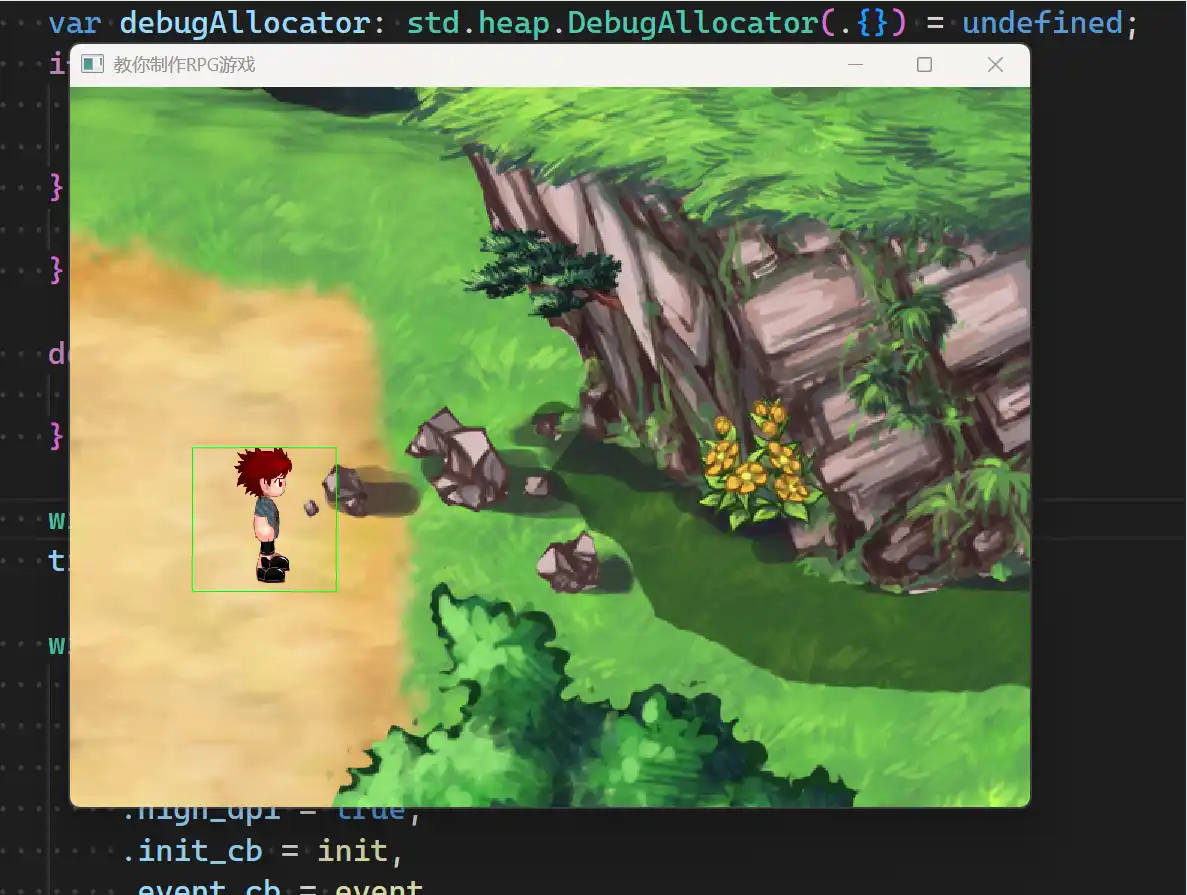 var debugAllocator: std.heap.DebugAllocator(.{}) = undefined;
教你制作RPG游戏
}
}
}
.high_dpi = true,
.init_cb = init,
.event_cb = event